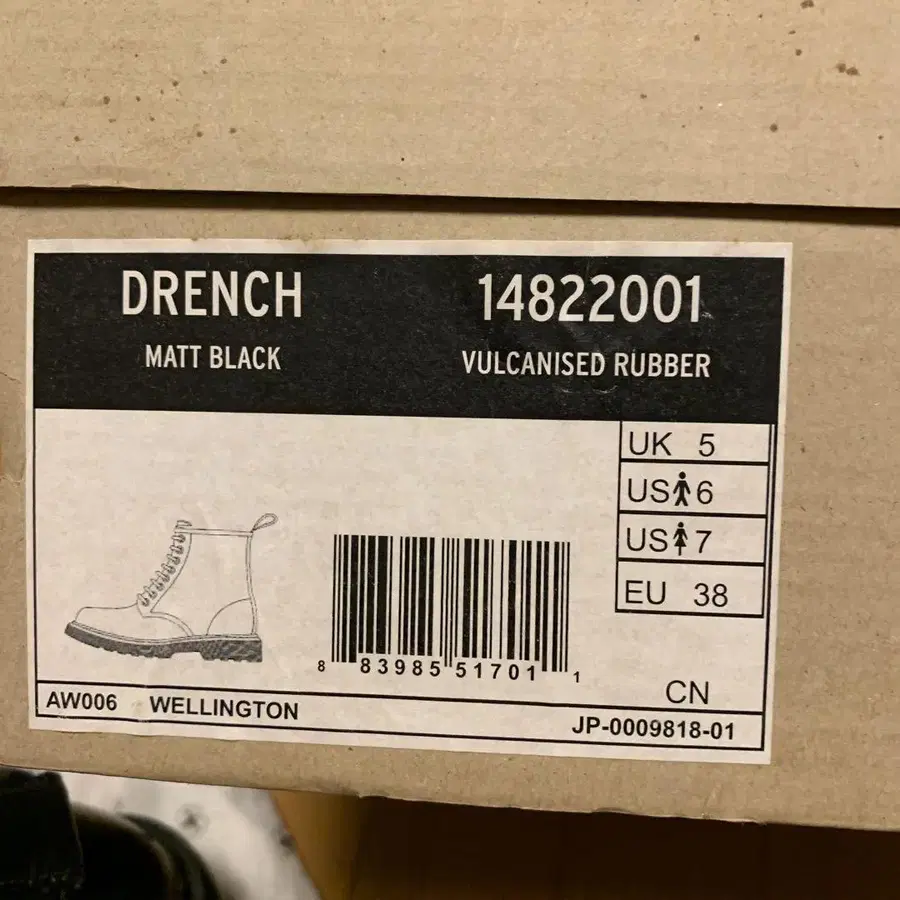 DRENCH 14822001
MATT BLACK VULCANISED RUBBER
UK 5
US 6
US 7
EU 38
8 83985 51701 1
CN
AW006 WELLINGTON
JP-0009818-01